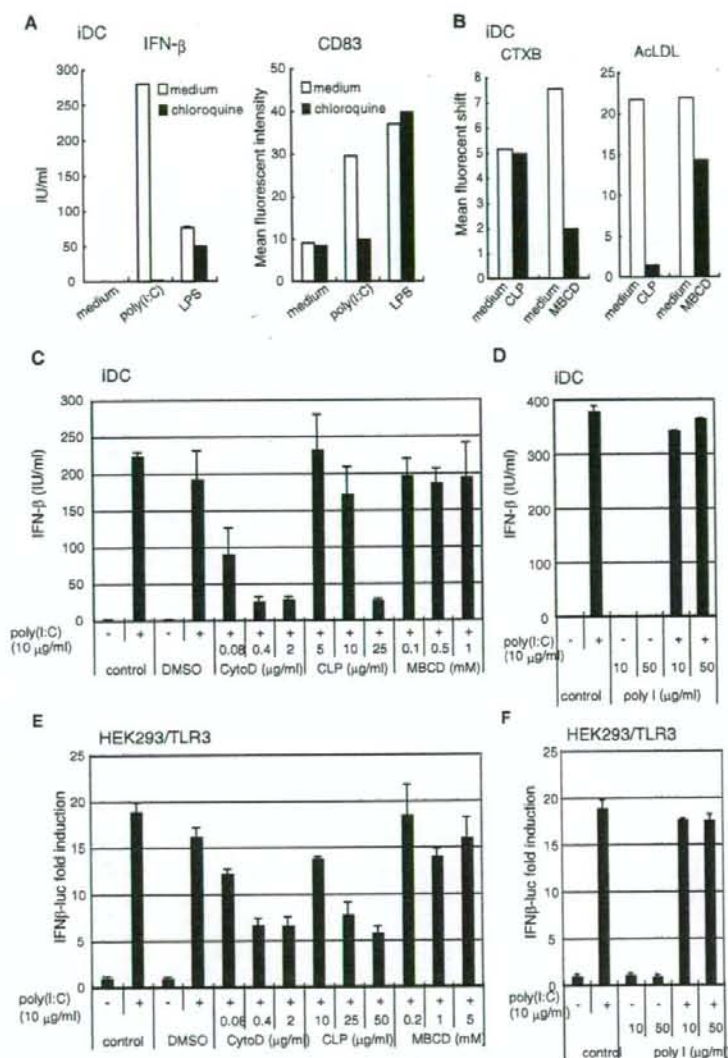 A
iDC
IFN-β
CD83
IU/ml
300
250
200
150
100
50
0
medium
chloroquine
medium
poly(I:C)
LPS
Mean fluorescent intensity
50
40
30
20
10
0
medium
chloroquine
medium
poly(I:C)
LPS
B
iDC
CTXB
AcLDL
Mean fluorecent shift
8
7
6
5
4
3
2
1
0
medium
CLP
medium
MBCD
25
20
15
10
5
0
medium
CLP
medium
MBCD
C
iDC
IFN-β (IU/ml)
300
250
200
150
100
50
0
poly(I:C) - + - + + + + + + + + + +
(10 μg/ml) 0.08 0.4 2 5 10 25 0.1 0.5 1
control DMSO CytoD (μg/ml) CLP (μg/ml) MBCD (mM)
D
iDC
IFN-β (IU/ml)
400
300
200
100
0
poly(I:C) - + - - + +
(10 μg/ml) 10 50 10 50
control poly I (μg/ml)
E
HEK293/TLR3
IFNβ-luc fold induction
25
20
15
10
5
0
poly(I:C) - + - + + + + + + + + + +
(10 μg/ml) 0.08 0.4 2 10 25 50 0.2 1 5
control DMSO CytoD (μg/ml) CLP (μg/ml) MBCD (mM)
F
HEK293/TLR3
IFNβ-luc fold induction
25
20
15
10
5
0
poly(I:C) - + - - + +
(10 μg/ml) 10 50 10 50
control poly I (μg/ml